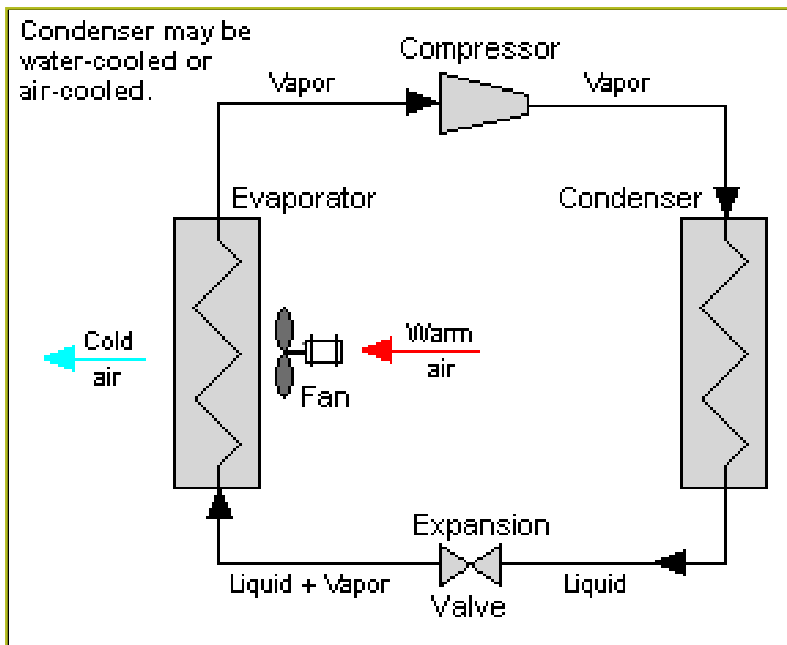 Condenser may be
water-cooled or
air-cooled.
Compressor
Vapor
Vapor
Evaporator
Condenser
Cold
air
Warm
air
Fan
Expansion
Valve
Liquid + Vapor
Liquid